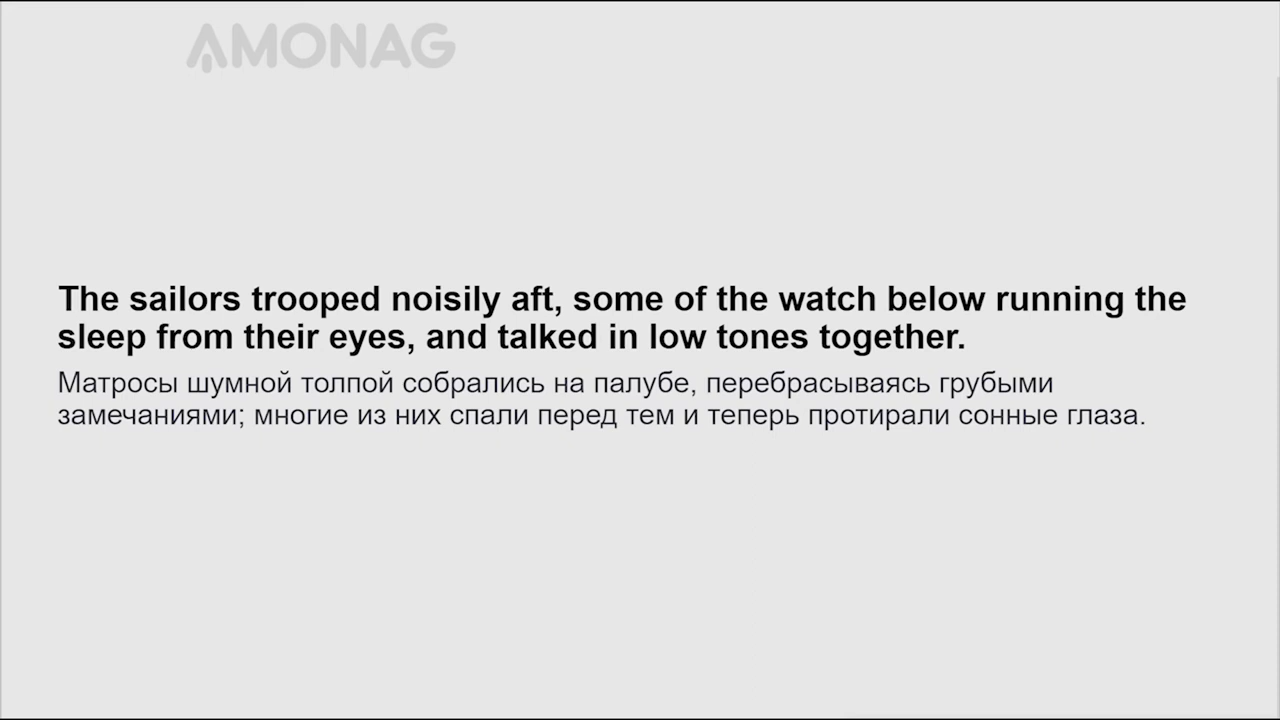 AMONAG
The sailors trooped noisily aft, some of the watch below running the
sleep from their eyes, and talked in low tones together.
Матросы шумной толпой собрались на палубе, перебрасываясь грубыми
замечаниями; многие из них спали перед тем и теперь протирали сонные глаза.